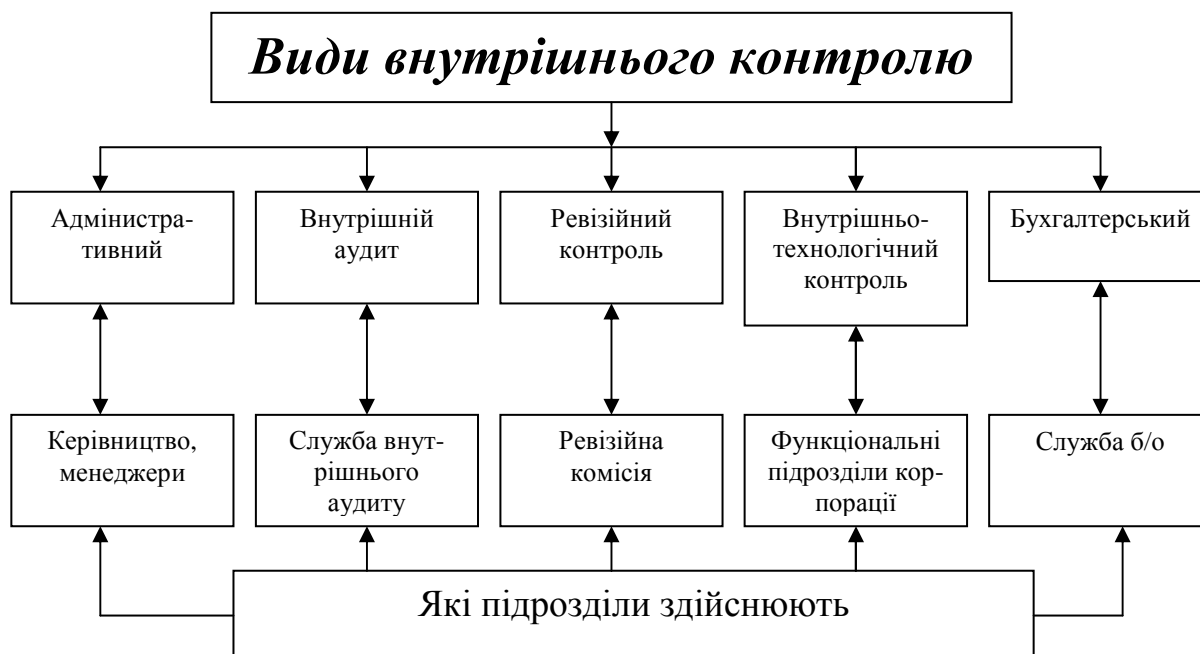 Види внутрішнього контролю
Адміністра-
тивний
Внутрішній
аудит
Ревізійний
контроль
Внутрішньо-
технологічний
контроль
Бухгалтерський
Керівництво,
менеджери
Служба внут-
рішнього
аудиту
Ревізійна
комісія
Функціональні
підрозділи кор-
порації
Служба б/о
Які підрозділи здійснюють